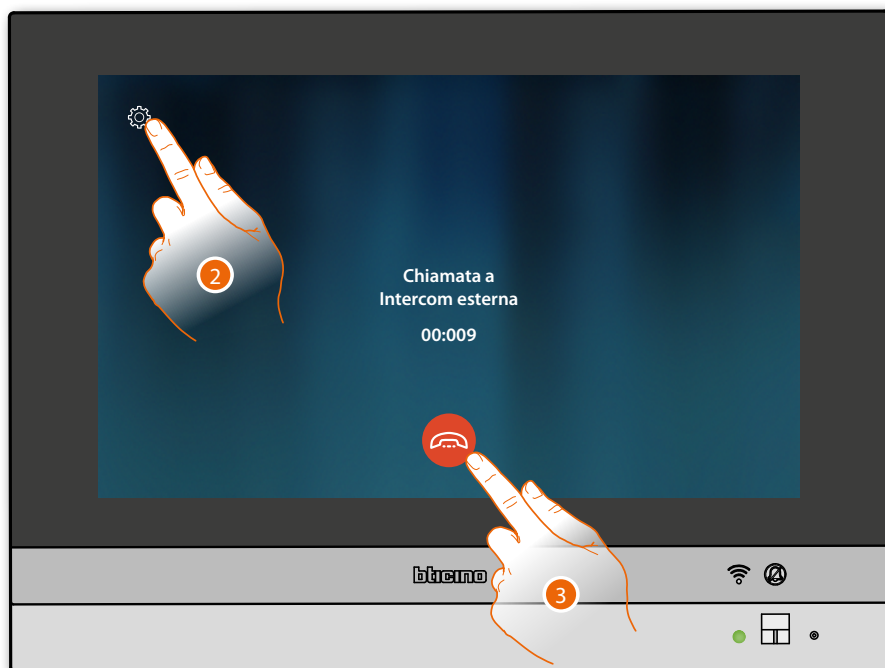 2
Chiamata a
Intercom esterna
00:009
bticino
3